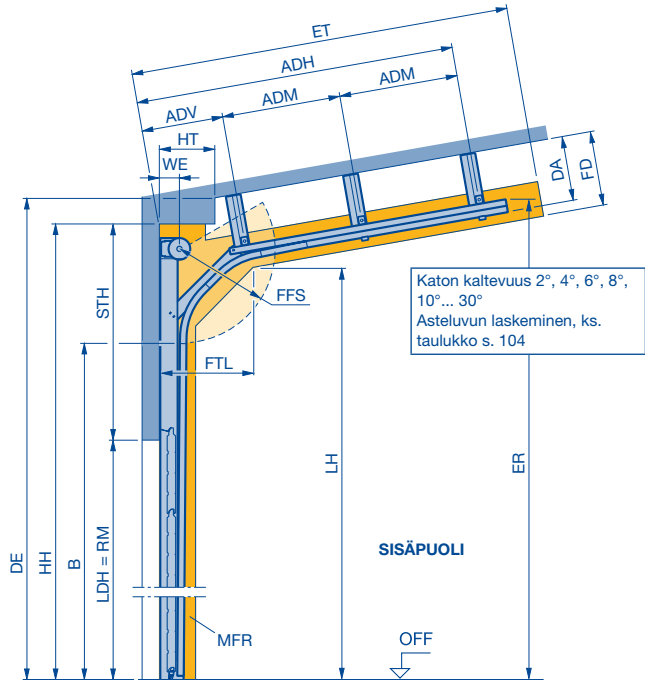 ET
ADH
ADM
ADM
ADV
HT
WE
DA
FD
FFS
Katon kaltevuus 2°, 4°, 6°, 8°,
10°... 30°
Asteluvun laskeminen, ks.
taulukko s. 104
STH
FTL
LH
ER
DE
HH
B
LDH = RM
SISÄPUOLI
MFR
OFF